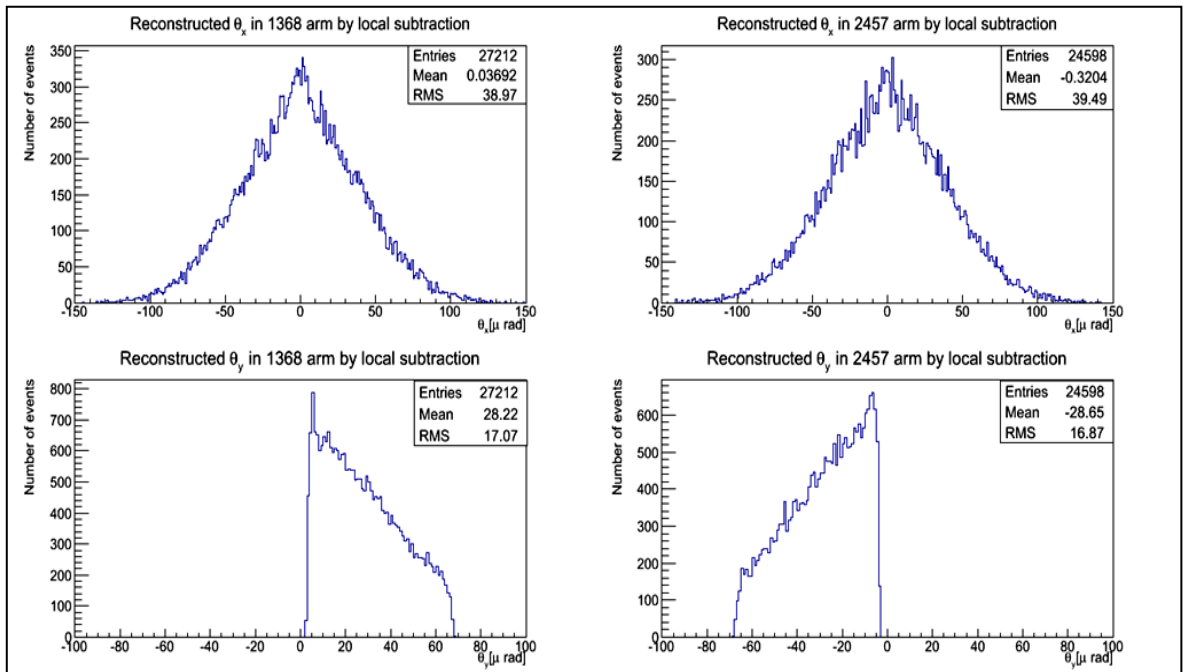 Reconstructed θx in 1368 arm by local subtraction
Number of events
350
300
250
200
150
100
50
0
Entries 27212
Mean 0.03692
RMS 38.97
-150 -100 -50 0 50 100 150
θx[μ rad]
Reconstructed θx in 2457 arm by local subtraction
Number of events
300
250
200
150
100
50
0
Entries 24598
Mean -0.3204
RMS 39.49
-150 -100 -50 0 50 100 150
θx[μ rad]
Reconstructed θy in 1368 arm by local subtraction
Number of events
800
700
600
500
400
300
200
100
0
Entries 27212
Mean 28.22
RMS 17.07
-100 -80 -60 -40 -20 0 20 40 60 80 100
θy[μ rad]
Reconstructed θy in 2457 arm by local subtraction
Number of events
600
500
400
300
200
100
0
Entries 24598
Mean -28.65
RMS 16.87
-100 -80 -60 -40 -20 0 20 40 60 80 100
θy[μ rad]